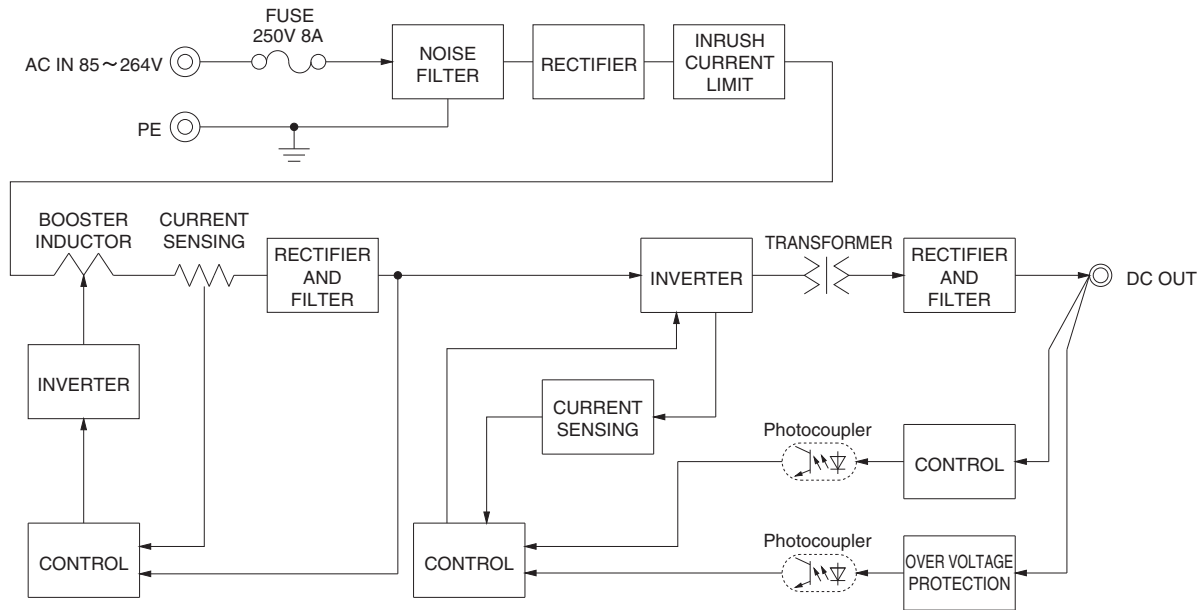 FUSE
250V 8A
AC IN 85～264V
NOISE
FILTER
RECTIFIER
INRUSH
CURRENT
LIMIT
PE
BOOSTER
INDUCTOR
CURRENT
SENSING
RECTIFIER
AND
FILTER
INVERTER
TRANSFORMER
RECTIFIER
AND
FILTER
DC OUT
INVERTER
CURRENT
SENSING
Photocoupler
CONTROL
CONTROL
CONTROL
Photocoupler
OVER VOLTAGE
PROTECTION